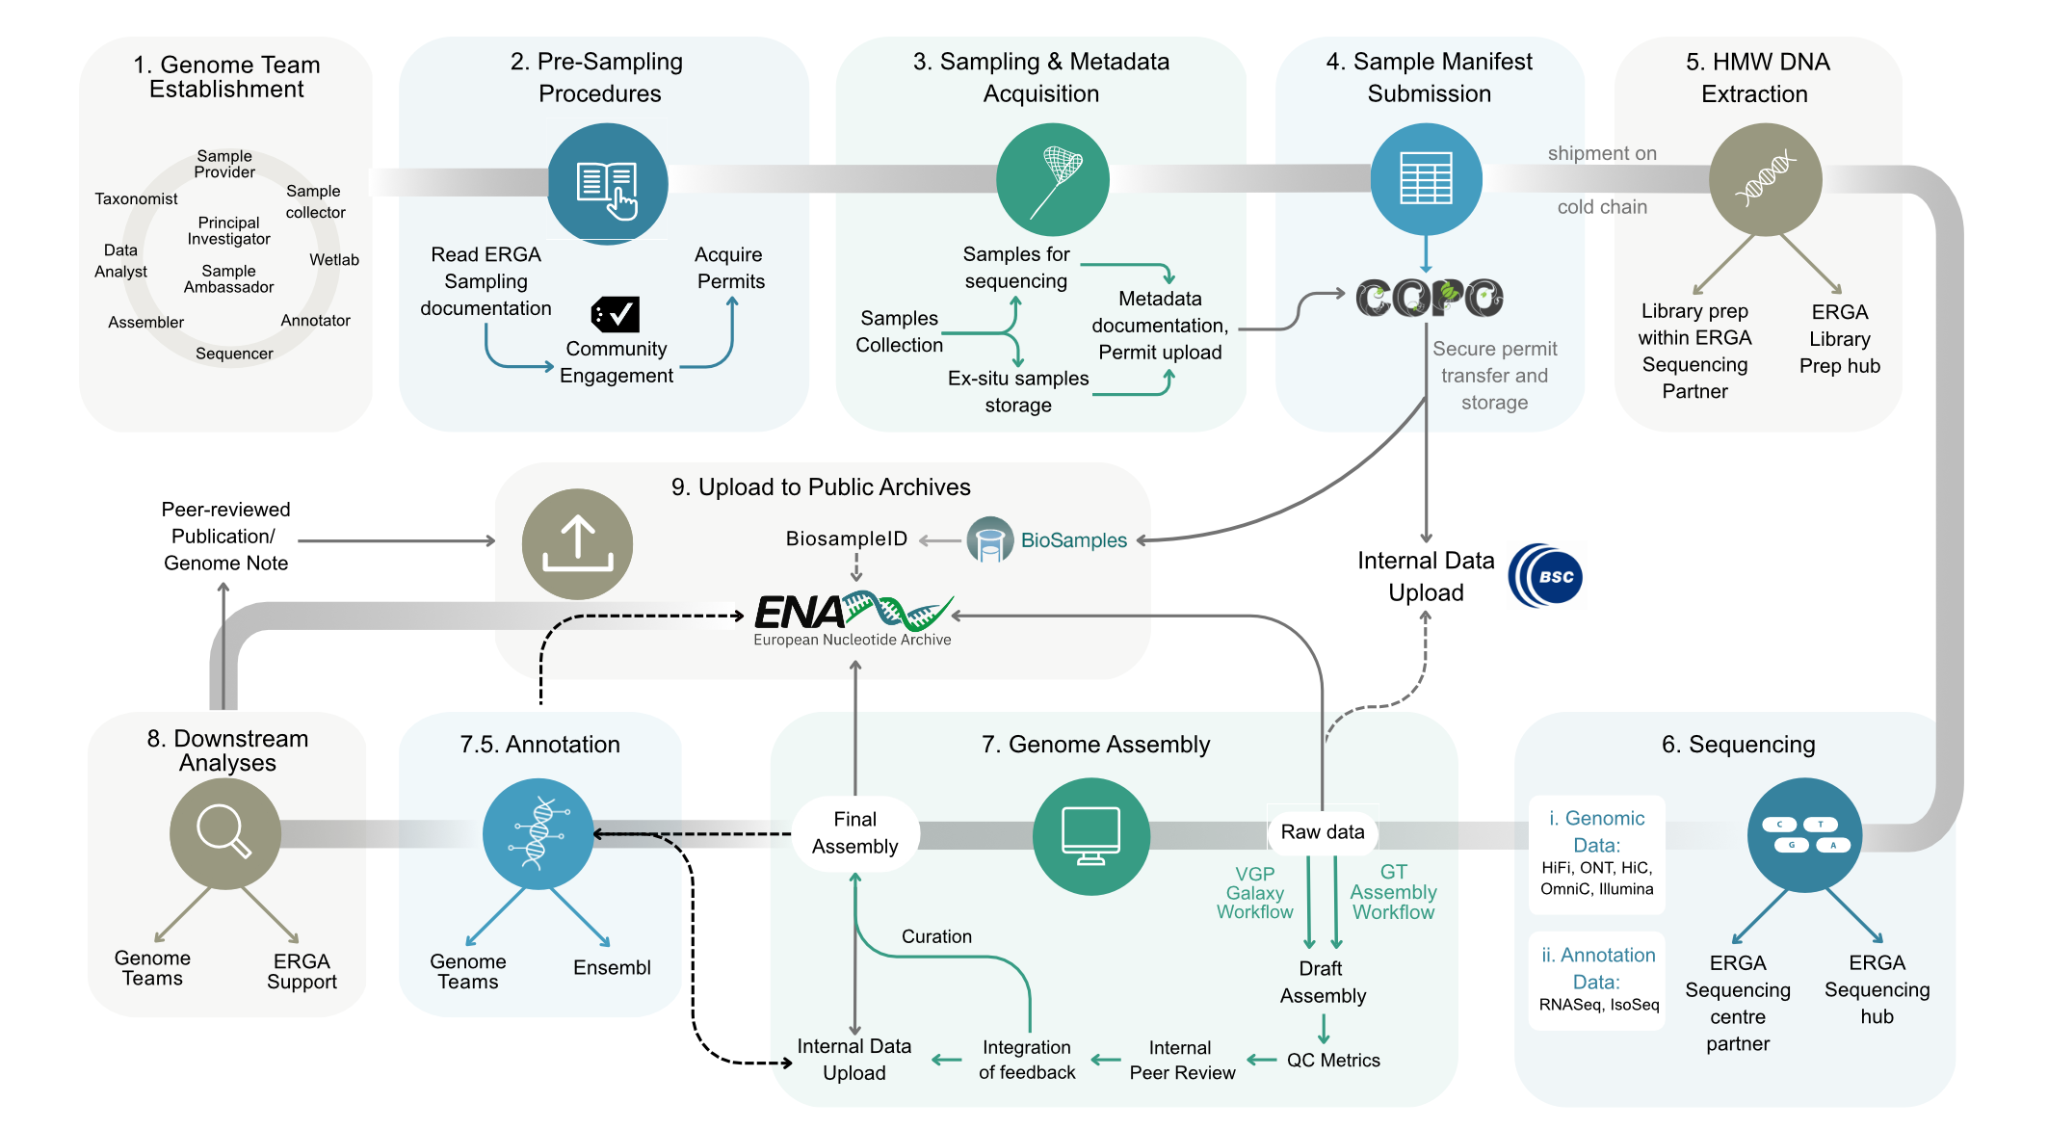 1. Genome Team
Establishment
Sample
Provider
Taxonomist
Sample
collector
Principal
Investigator
Data
Analyst
Wetlab
Sample
Ambassador
Assembler
Annotator
Sequencer
2. Pre-Sampling
Procedures
Read ERGA
Sampling
documentation
Community
Engagement
Acquire
Permits
3. Sampling & Metadata
Acquisition
Samples for
sequencing
Samples
Collection
Ex-situ samples
storage
Metadata
documentation,
Permit upload
4. Sample Manifest
Submission
COPO
Secure permit
transfer and
storage
shipment on
cold chain
5. HMW DNA
Extraction
Library prep
within ERGA
Sequencing
Partner
ERGA
Library
Prep hub
Peer-reviewed
Publication/
Genome Note
9. Upload to Public Archives
BiosampleID
BioSamples
ENA
European Nucleotide Archive
Internal Data
Upload
BSC
8. Downstream
Analyses
Genome
Teams
ERGA
Support
7.5. Annotation
Genome
Teams
Ensembl
7. Genome Assembly
Final
Assembly
Raw data
VGP
Galaxy
Workflow
GT
Assembly
Workflow
Curation
Draft
Assembly
Internal Data
Upload
Integration
of feedback
Internal
Peer Review
QC Metrics
6. Sequencing
i. Genomic
Data:
HiFi, ONT, HiC,
OmniC, Illumina
ii. Annotation
Data:
RNASeq, IsoSeq
C T
G A
ERGA
Sequencing
centre
partner
ERGA
Sequencing
hub